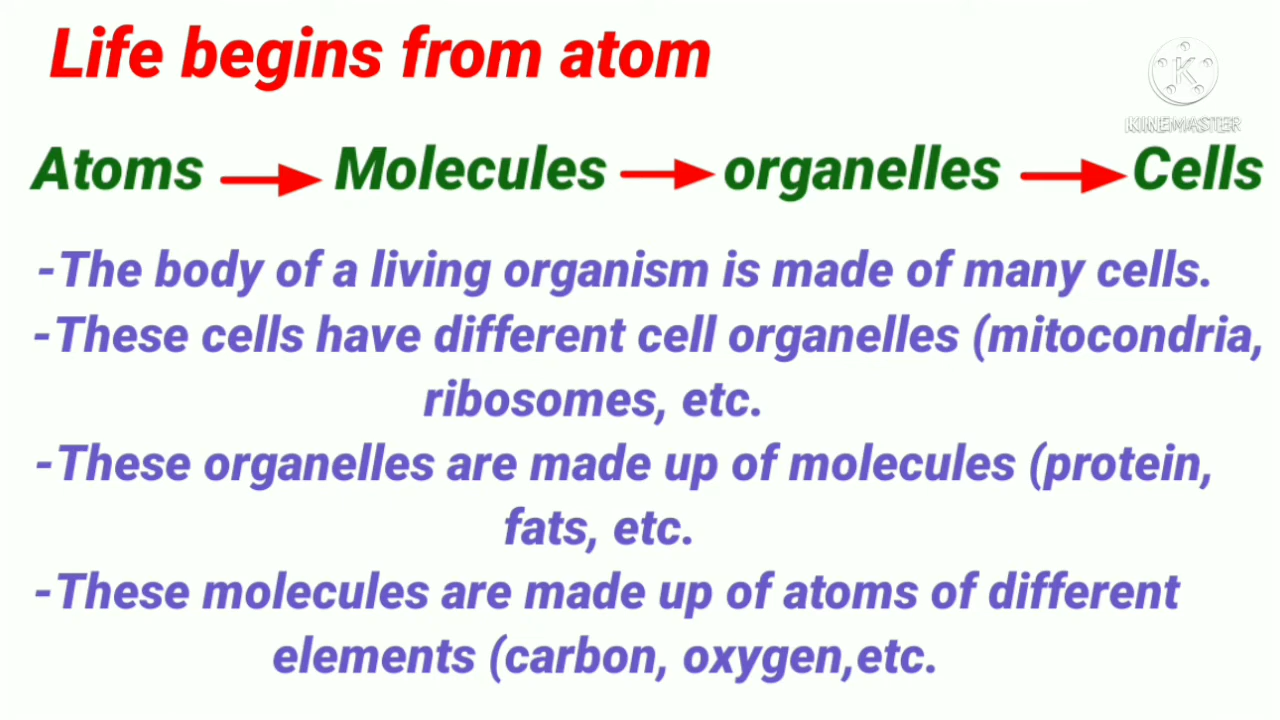 Life begins from atom
K
KINEMASTER
Atoms Molecules organelles Cells
-The body of a living organism is made of many cells.
-These cells have different cell organelles (mitocondria,
ribosomes, etc.
-These organelles are made up of molecules (protein,
fats, etc.
-These molecules are made up of atoms of different
elements (carbon, oxygen,etc.